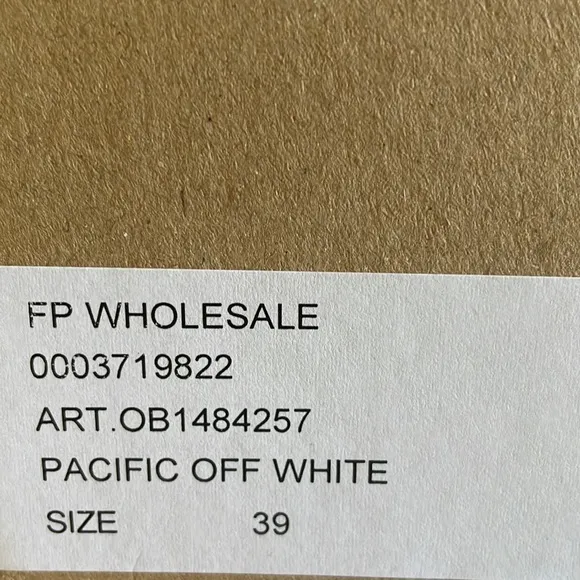 FP WHOLESALE
0003719822
ART.OB1484257
PACIFIC OFF WHITE
SIZE 39